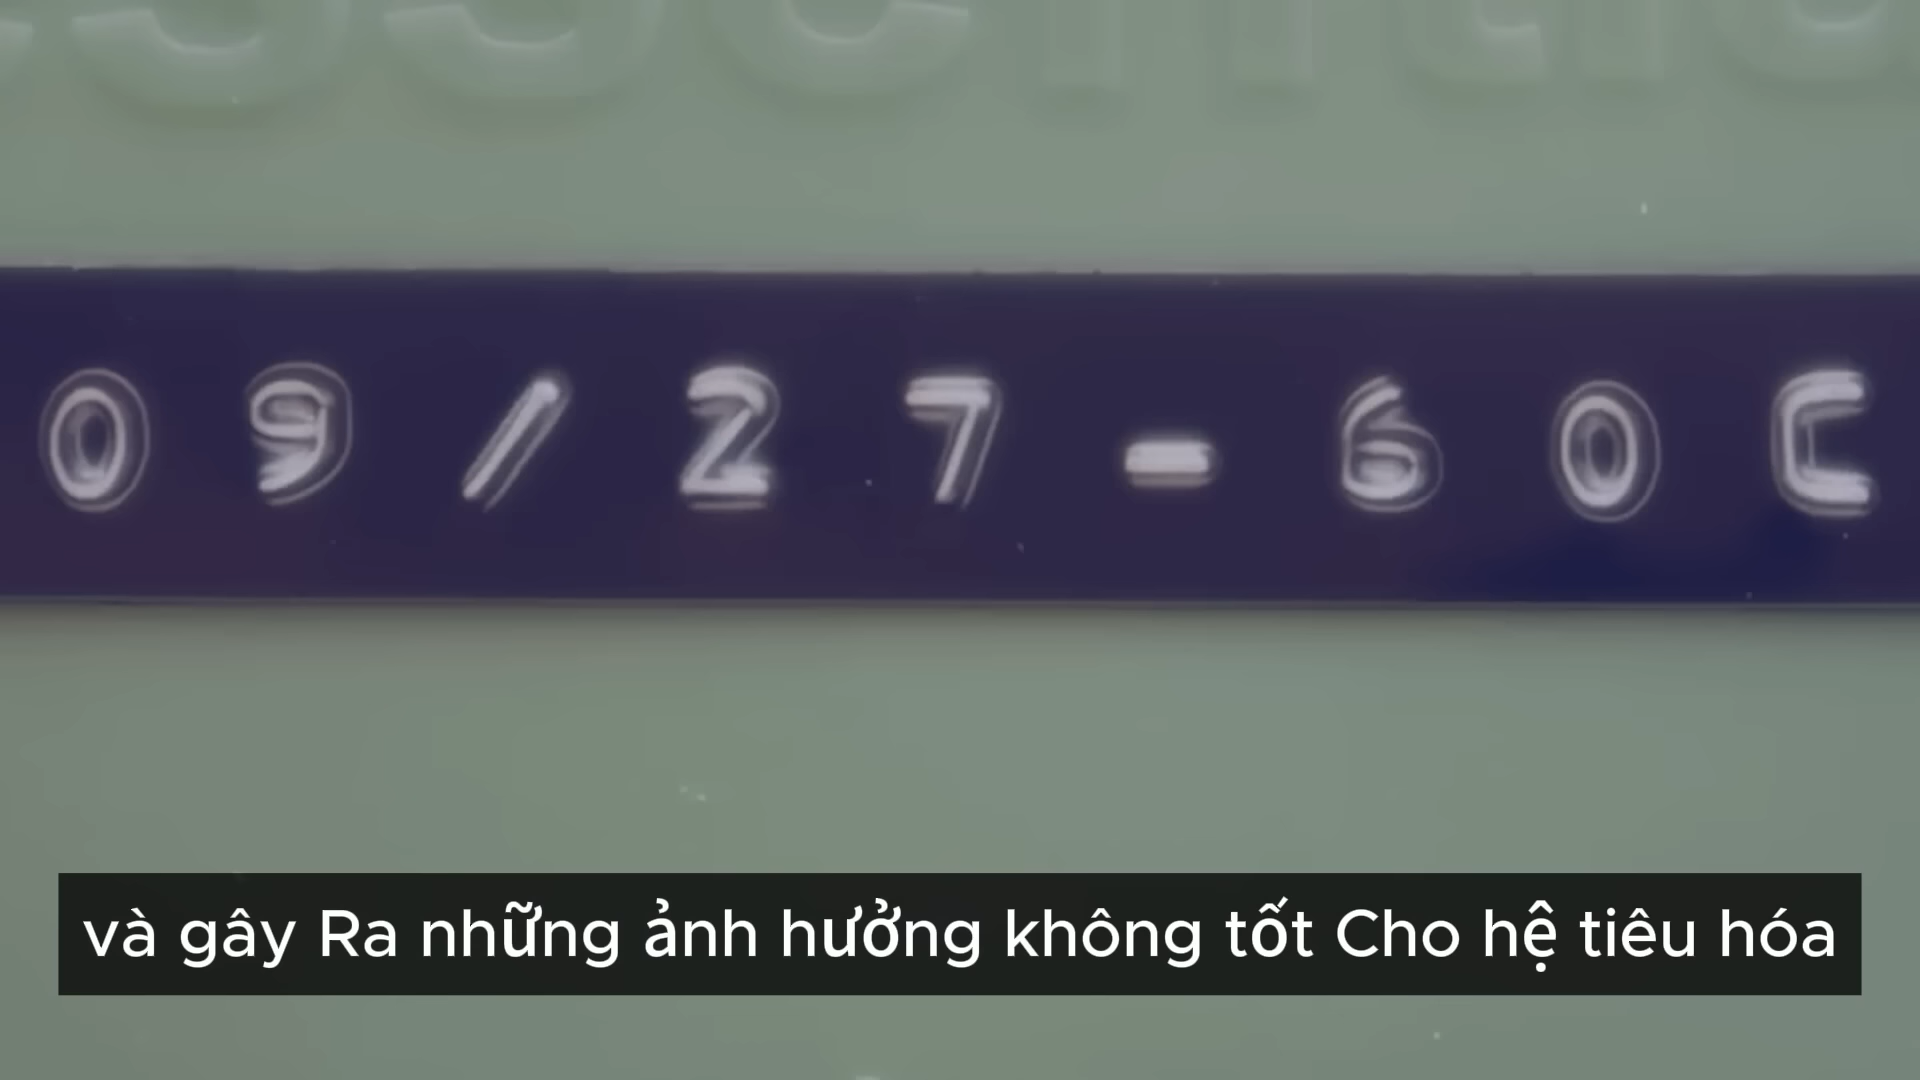 09/27-60C
và gây Ra những ảnh hưởng không tốt Cho hệ tiêu hóa